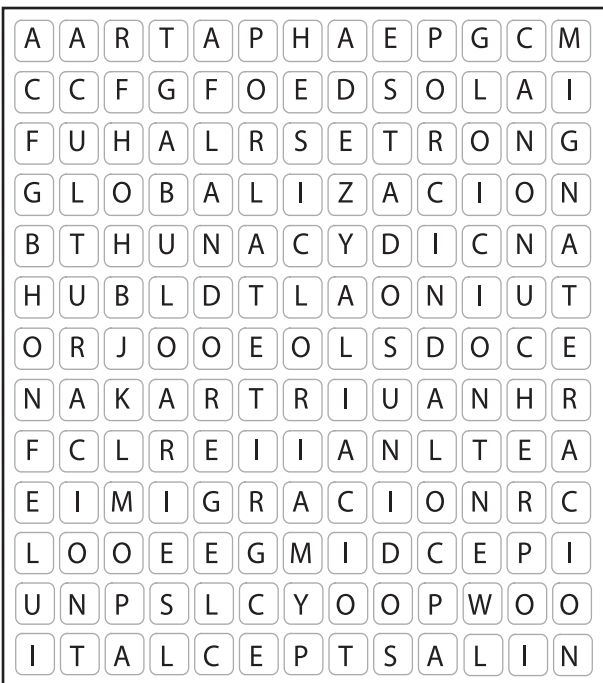 A A R T A P H A E P G C M
C C F G F O E D S O L A I
F U H A L R S E T R O N G
G L O B A L I Z A C I O N
B T H U N A C Y D I C N A
H U B L D T L A O N I U T
O R J O O E O L S D O C E
N A K A R T R I U A N H R
F C L R E I I A N L T E A
E I M I G R A C I O N R C
L O O E E G M I D C E P I
U N P S L C Y O O P W O O
I T A L C E P T S A L I N